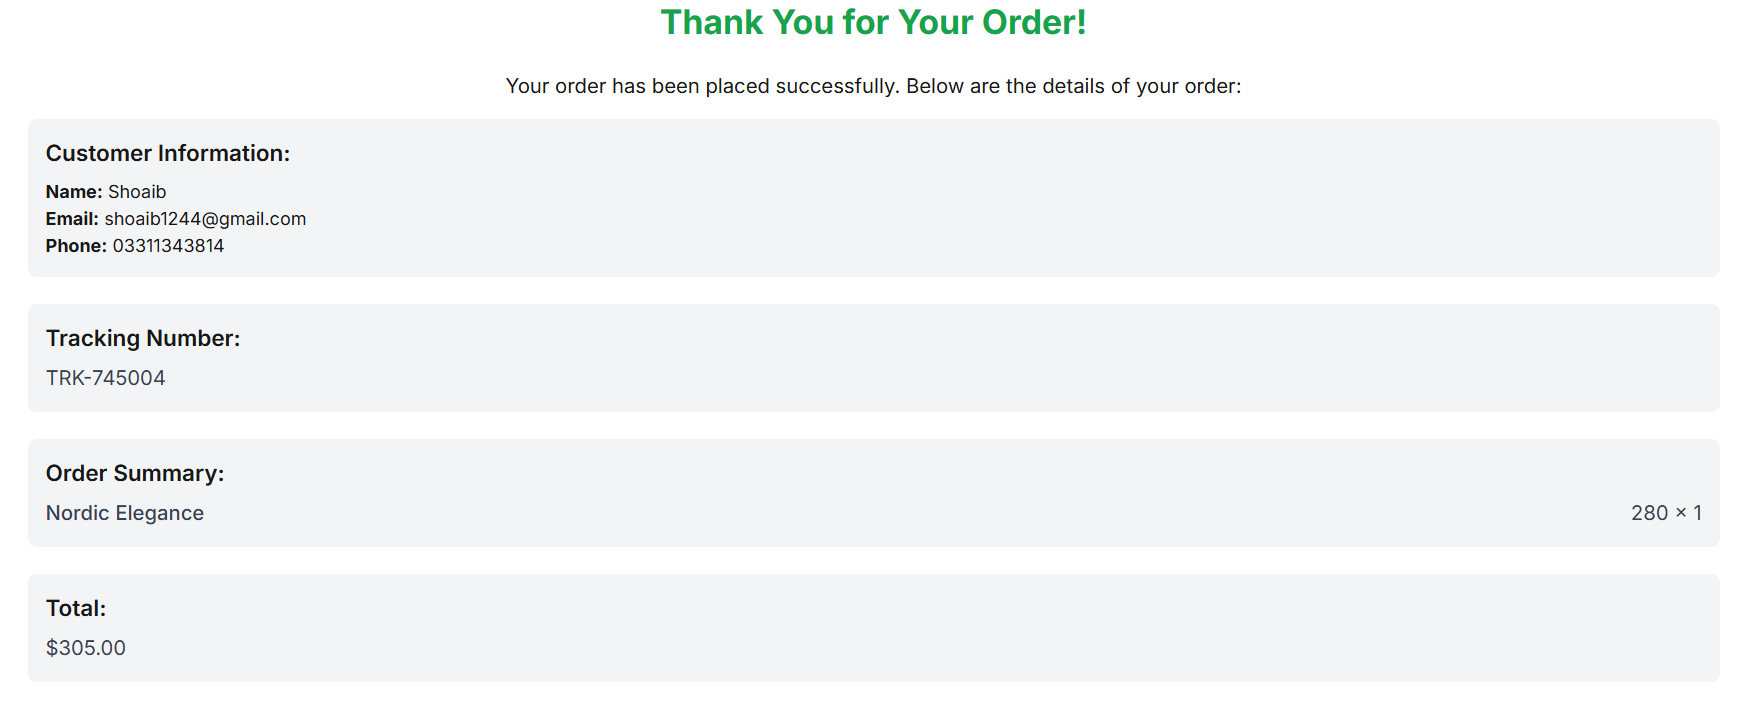 Thank You for Your Order!
Your order has been placed successfully. Below are the details of your order:
Customer Information:
Name: Shoaib
Email: shoaib1244@gmail.com
Phone: 03311343814
Tracking Number:
TRK-745004
Order Summary:
Nordic Elegance 280 × 1
Total:
$305.00